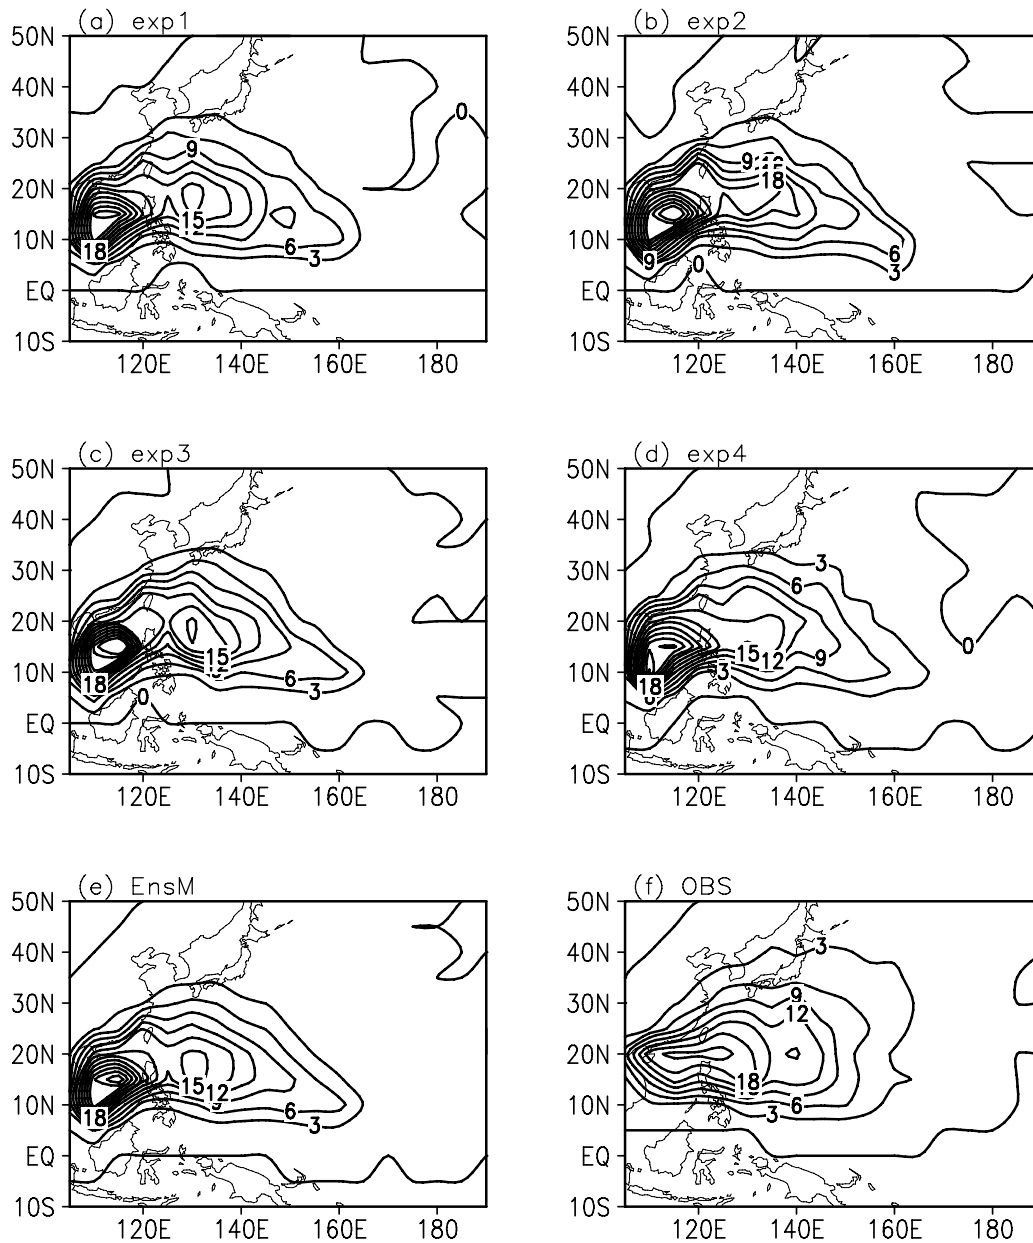 (a) exp1
50N
40N
30N
20N
10N
EQ
10S
120E 140E 160E 180
0
9
15
18
6
3
(b) exp2
50N
40N
30N
20N
10N
EQ
10S
120E 140E 160E 180
9
18
9
0
6
3
(c) exp3
50N
40N
30N
20N
10N
EQ
10S
120E 140E 160E 180
15
18
6
3
0
(d) exp4
50N
40N
30N
20N
10N
EQ
10S
120E 140E 160E 180
3
6
0
15
12
9
3
18
(e) EnsM
50N
40N
30N
20N
10N
EQ
10S
120E 140E 160E 180
15
12
18
6
3
(f) OBS
50N
40N
30N
20N
10N
EQ
10S
120E 140E 160E 180
3
9
12
18
3
6